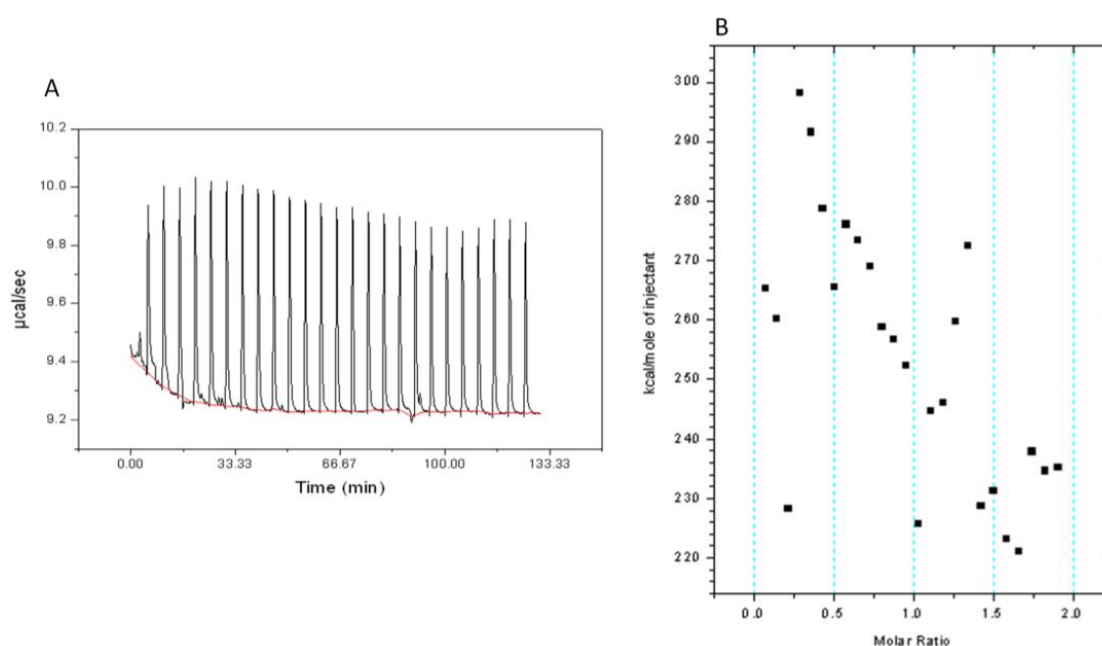 A
10.2
10.0
9.8
9.6
9.4
9.2
µcal/sec
0.00 33.33 66.67 100.00 133.33
Time (min)
B
300
290
280
270
260
250
240
230
220
kcal/mole of injectant
0.0 0.5 1.0 1.5 2.0
Molar Ratio